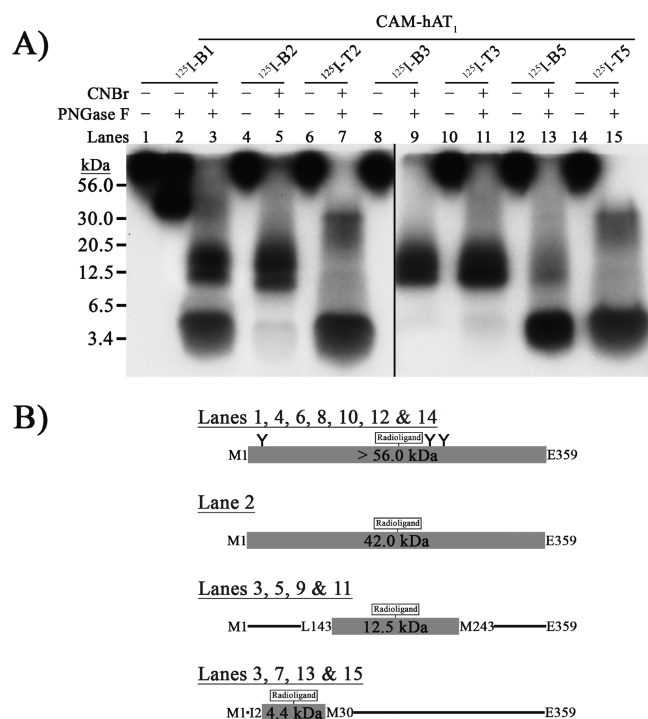 A)
CAM-hAT1
125I-B1 125I-B2 125I-T2 125I-B3 125I-T3 125I-B5 125I-T5
CNBr − − + − + − + − + − + − + − +
PNGase F − + + − + − + − + − + − + − +
Lanes 1 2 3 4 5 6 7 8 9 10 11 12 13 14 15
kDa
56.0
30.0
20.5
12.5
6.5
3.4
B)
Lanes 1, 4, 6, 8, 10, 12 & 14
Radioligand
M1 > 56.0 kDa E359
Lane 2
Radioligand
M1 42.0 kDa E359
Lanes 3, 5, 9 & 11
Radioligand
M1 L143 12.5 kDa M243 E359
Lanes 3, 7, 13 & 15
Radioligand
M1 I2 4.4 kDa M30 E359